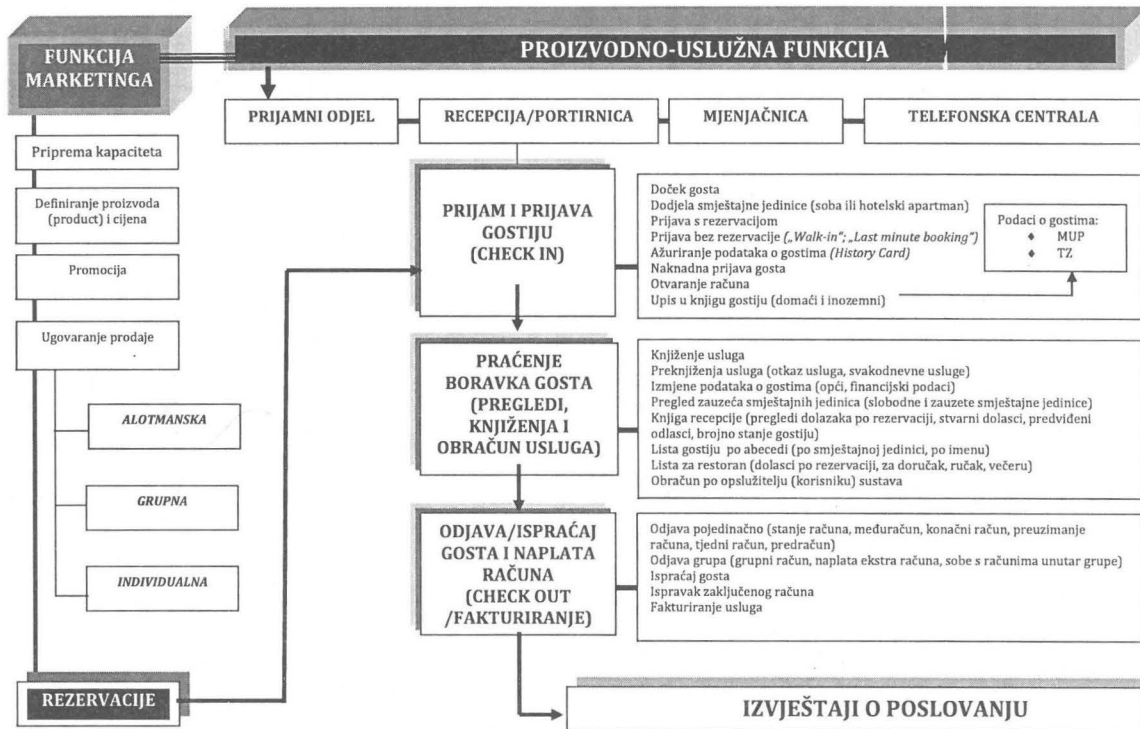 FUNKCIJA
MARKETINGA
PROIZVODNO-USLUŽNA FUNKCIJA
PRIJAMNI ODJEL
RECEPCIJA/PORTIRNICA
MJENJAČNICA
TELEFONSKA CENTRALA
Priprema kapaciteta
Definiranje proizvoda
(product) i cijena
Promocija
Ugovaranje prodaje
ALOTMANSKA
GRUPNA
INDIVIDUALNA
REZERVACIJE
PRIJAM I PRIJAVA
GOSTIJU
(CHECK IN)
Doček gosta
Dodjela smještajne jedinice (soba ili hotelski apartman)
Prijava s rezervacijom
Prijava bez rezervacije („Walk-in“; „Last minute booking“)
Ažuriranje podataka o gostima (History Card)
Naknadna prijava gosta
Otvaranje računa
Upis u knjigu gostiju (domaći i inozemni)
Podaci o gostima:
♦ MUP
♦ TZ
PRAĆENJE
BORAVKA GOSTA
(PREGLEDI,
KNJIŽENJA I
OBRAČUN USLUGA)
Knjiženje usluga
Preknjiženja usluga (otkaz usluga, svakodnevne usluge)
Izmjene podataka o gostima (opći, financijski podaci)
Pregled zauzeća smještajnih jedinica (slobodne i zauzete smještajne jedinice)
Knjiga recepcije (pregledi dolazaka po rezervaciji, stvarni dolasci, predviđeni
odlasci, brojno stanje gostiju)
Lista gostiju po abecedi (po smještajnoj jedinici, po imenu)
Lista za restoran (dolasci po rezervaciji, za doručak, ručak, večeru)
Obračun po opslužitelju (korisniku) sustava
ODJAVA/ISPRAĆAJ
GOSTA I NAPLATA
RAČUNA
(CHECK OUT
/FAKTURIRANJE)
Odjava pojedinačno (stanje računa, međuračun, konačni račun, preuzimanje
računa, tjedni račun, predračun)
Odjava grupa (grupni račun, naplata ekstra računa, sobe s računima unutar grupe)
Ispraćaj gosta
Ispravak zaključenog računa
Fakturiranje usluga
IZVJEŠTAJI O POSLOVANJU